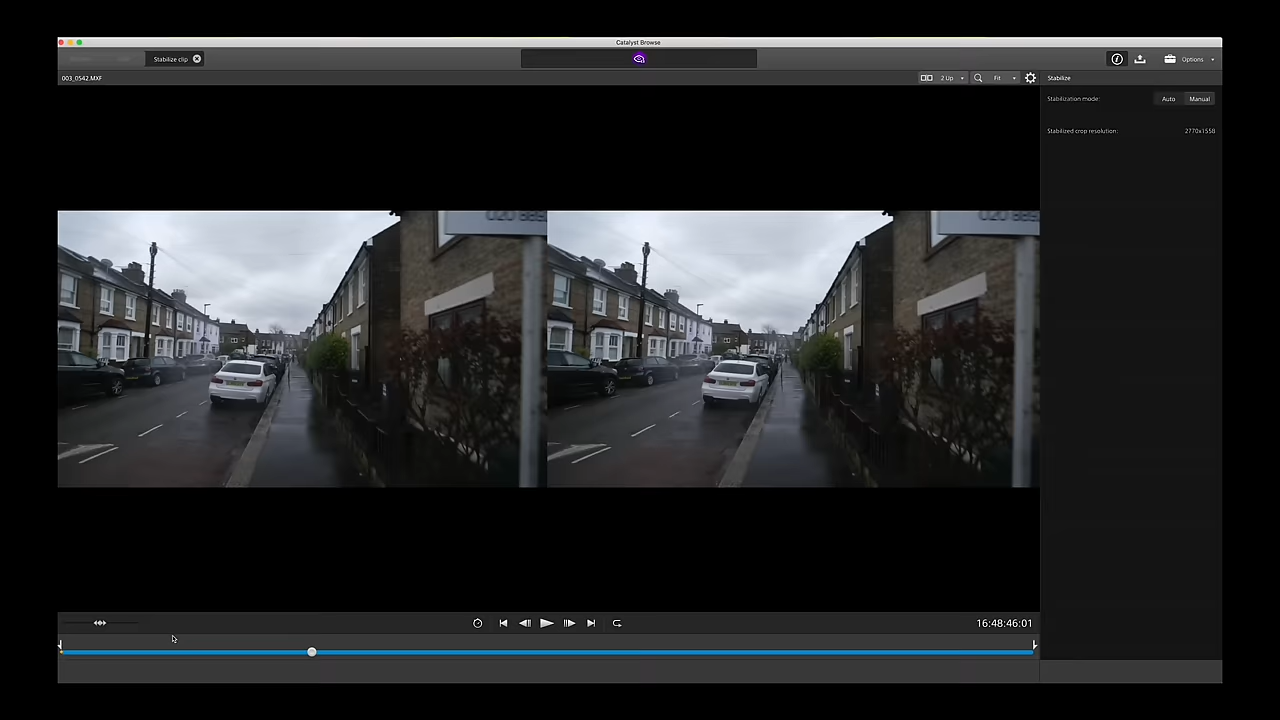 Catalyst Browse
Stabilize clip
Options
003_0542.MXF
2 Up
Fit
Stabilize
Stabilization mode:
Auto
Manual
Stabilized crop resolution:
2770x1558
16:48:46:01